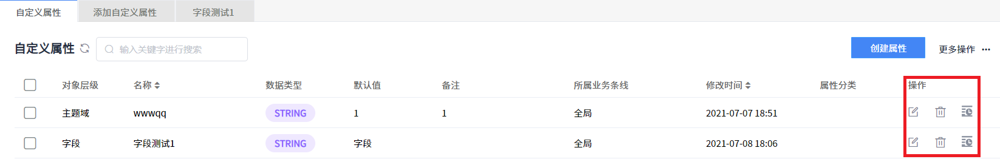 自定义属性 添加自定义属性 字段测试1
自定义属性 输入关键字进行搜索 创建属性 更多操作 ···
对象层级 名称 数据类型 默认值 备注 所属业务条线 修改时间 属性分类 操作
主题域 wwwqq STRING 1 1 全局 2021-07-07 18:51
字段 字段测试1 STRING 字段 全局 2021-07-08 18:06